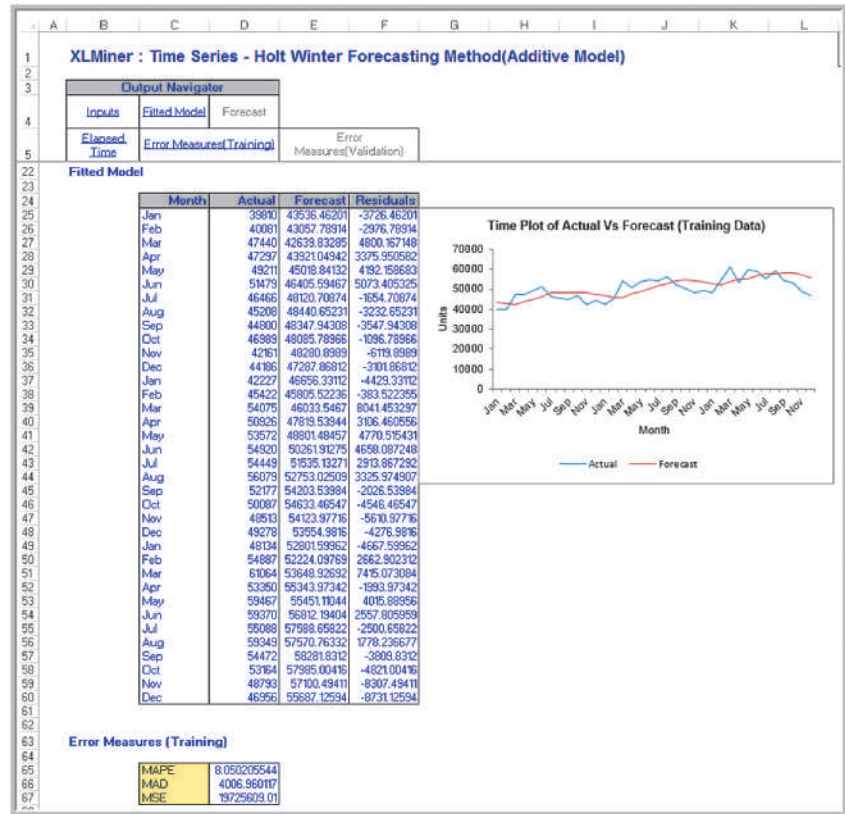 A B C D E F G H I J K L
1 XLMiner : Time Series - Holt Winter Forecasting Method(Additive Model)
2
3 Output Navigator
4 Inputs Fitted Model Forecast
5 Elapsed Time Error Measures(Training) Error Measures(Validation)
22 Fitted Model
23
24 Month Actual Forecast Residuals
25 Jan 39810 43536.46201 -3726.46201
26 Feb 40081 43057.78914 -2976.78914
27 Mar 47440 42639.83285 4800.167148
28 Apr 47297 43921.04942 3375.950582
29 May 49211 45018.84132 4192.158683
30 Jun 51479 46405.59467 5073.405325
31 Jul 46466 48120.70874 -1654.70874
32 Aug 45208 48440.65231 -3232.65231
33 Sep 44800 48347.94308 -3547.94308
34 Oct 46989 48085.78966 -1096.78966
35 Nov 42161 48280.8989 -6119.8989
36 Dec 44186 47287.86812 -3101.86812
37 Jan 42227 46656.33112 -4429.33112
38 Feb 45422 45805.52236 -383.522355
39 Mar 54075 46033.5467 8041.453297
40 Apr 50926 47819.53944 3106.460556
41 May 53572 48801.48457 4770.515431
42 Jun 54920 50261.91275 4658.087248
43 Jul 54449 51535.13271 2913.867292
44 Aug 56079 52753.02509 3325.974907
45 Sep 52177 54203.53984 -2026.53984
46 Oct 50087 54633.46547 -4546.46547
47 Nov 48513 54123.97716 -5610.97716
48 Dec 49278 53554.9816 -4276.9816
49 Jan 48134 52801.59962 -4667.59962
50 Feb 54887 52224.09769 2662.902312
51 Mar 61064 53648.92692 7415.073084
52 Apr 53350 55343.97342 -1993.97342
53 May 59467 55451.11044 4015.88956
54 Jun 59370 56812.19404 2557.805959
55 Jul 55088 57588.65822 -2500.65822
56 Aug 59349 57570.76332 1778.236677
57 Sep 54472 58281.8312 -3809.8312
58 Oct 53164 57985.00416 -4821.00416
59 Nov 48793 57100.49411 -8307.49411
60 Dec 46956 55687.12594 -8731.12594
61
62
63 Error Measures (Training)
64
65 MAPE 8.050205544
66 MAD 4006.960117
67 MSE 19725609.01
Time Plot of Actual Vs Forecast (Training Data)
70000
60000
50000
40000
30000
20000
10000
0
Units
Jan Mar May Jul Sep Nov Jan Mar May Jul Sep Nov Jan Mar May Jul Sep Nov
Month
Actual Forecast